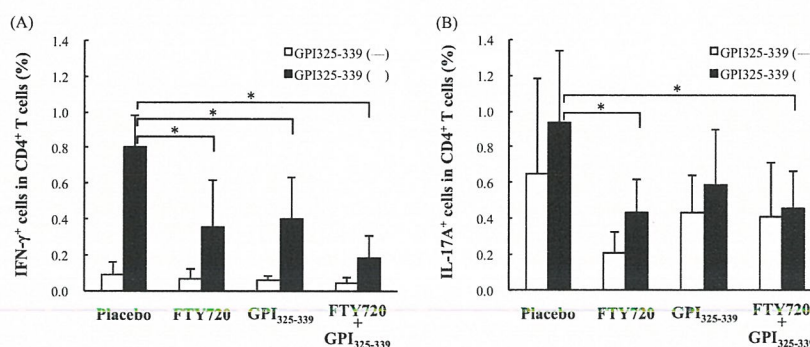 (A)
IFN-γ⁺ cells in CD4⁺ T cells (%)
1.4
1.2
1.0
0.8
0.6
0.4
0.2
0.0
GPI325-339 (—)
GPI325-339 ( )
*
*
*
Placebo
FTY720
GPI₃₂₅₋₃₃₉
FTY720
+
GPI₃₂₅₋₃₃₉
(B)
IL-17A⁺ cells in CD4⁺ T cells (%)
1.4
1.2
1.0
0.8
0.6
0.4
0.2
0.0
GPI325-339 (—
GPI325-339 (
*
*
Placebo
FTY720
GPI₃₂₅₋₃₃₉
FTY720
+
GPI₃₂₅₋₃₃₉